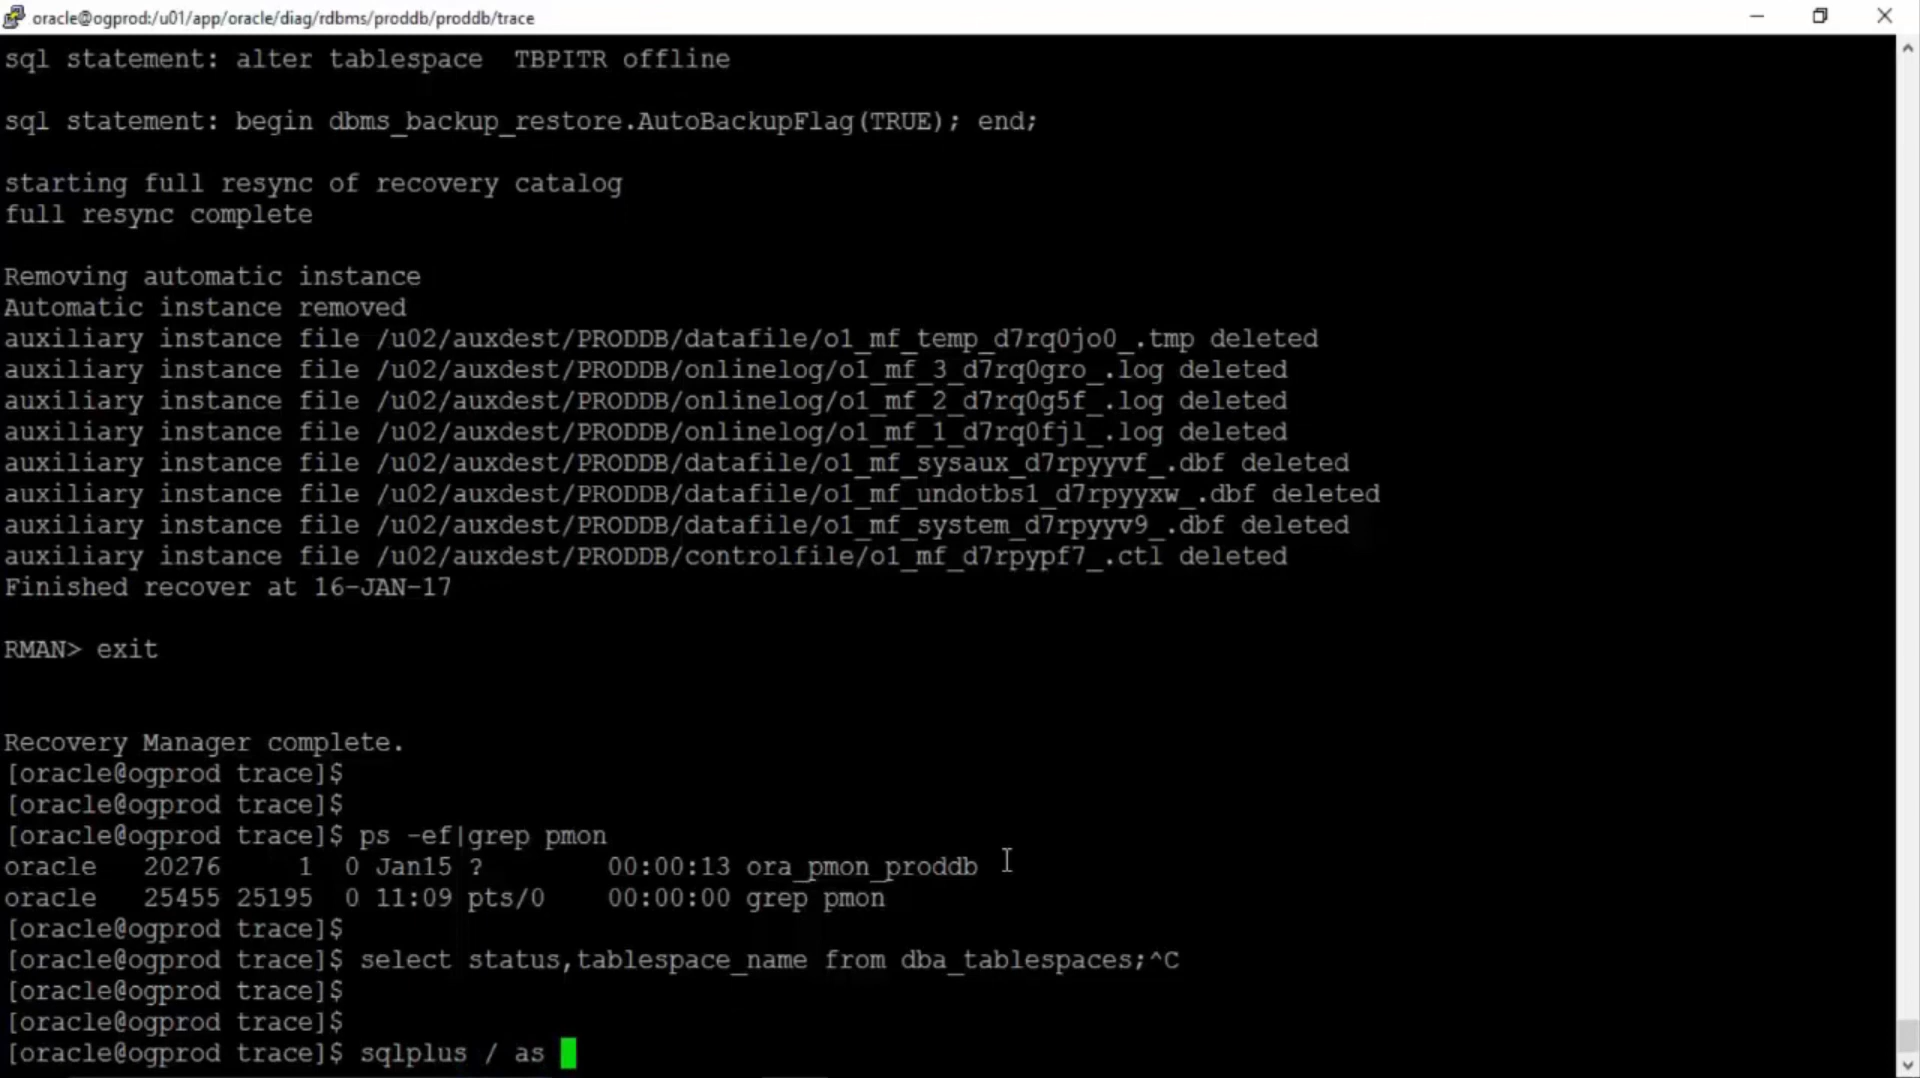 oracle@ogprod:/u01/app/oracle/diag/rdbms/proddb/proddb/trace
sql statement: alter tablespace  TBPITR offline
sql statement: begin dbms_backup_restore.AutoBackupFlag(TRUE); end;
starting full resync of recovery catalog
full resync complete
Removing automatic instance
Automatic instance removed
auxiliary instance file /u02/auxdest/PRODDB/datafile/o1_mf_temp_d7rq0jo0_.tmp deleted
auxiliary instance file /u02/auxdest/PRODDB/onlinelog/o1_mf_3_d7rq0gro_.log deleted
auxiliary instance file /u02/auxdest/PRODDB/onlinelog/o1_mf_2_d7rq0g5f_.log deleted
auxiliary instance file /u02/auxdest/PRODDB/onlinelog/o1_mf_1_d7rq0fjl_.log deleted
auxiliary instance file /u02/auxdest/PRODDB/datafile/o1_mf_sysaux_d7rpyyvf_.dbf deleted
auxiliary instance file /u02/auxdest/PRODDB/datafile/o1_mf_undotbs1_d7rpyyxw_.dbf deleted
auxiliary instance file /u02/auxdest/PRODDB/datafile/o1_mf_system_d7rpyyv9_.dbf deleted
auxiliary instance file /u02/auxdest/PRODDB/controlfile/o1_mf_d7rpypf7_.ctl deleted
Finished recover at 16-JAN-17
RMAN> exit
Recovery Manager complete.
[oracle@ogprod trace]$
[oracle@ogprod trace]$
[oracle@ogprod trace]$ ps -ef|grep pmon
oracle   20276     1  0 Jan15 ?        00:00:13 ora_pmon_proddb
oracle   25455 25195  0 11:09 pts/0    00:00:00 grep pmon
[oracle@ogprod trace]$
[oracle@ogprod trace]$ select status,tablespace_name from dba_tablespaces;^C
[oracle@ogprod trace]$
[oracle@ogprod trace]$
[oracle@ogprod trace]$ sqlplus / as